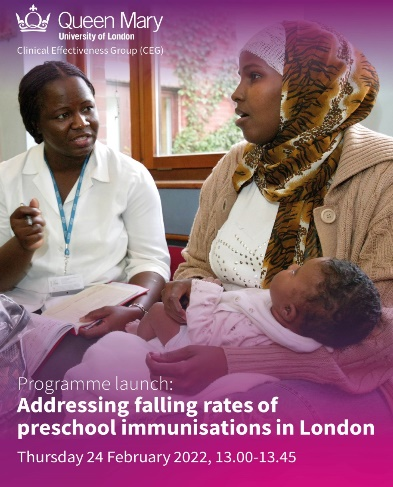 Queen Mary
University of London
Clinical Effectiveness Group (CEG)
Programme launch:
Addressing falling rates of
preschool immunisations in London
Thursday 24 February 2022, 13.00-13.45